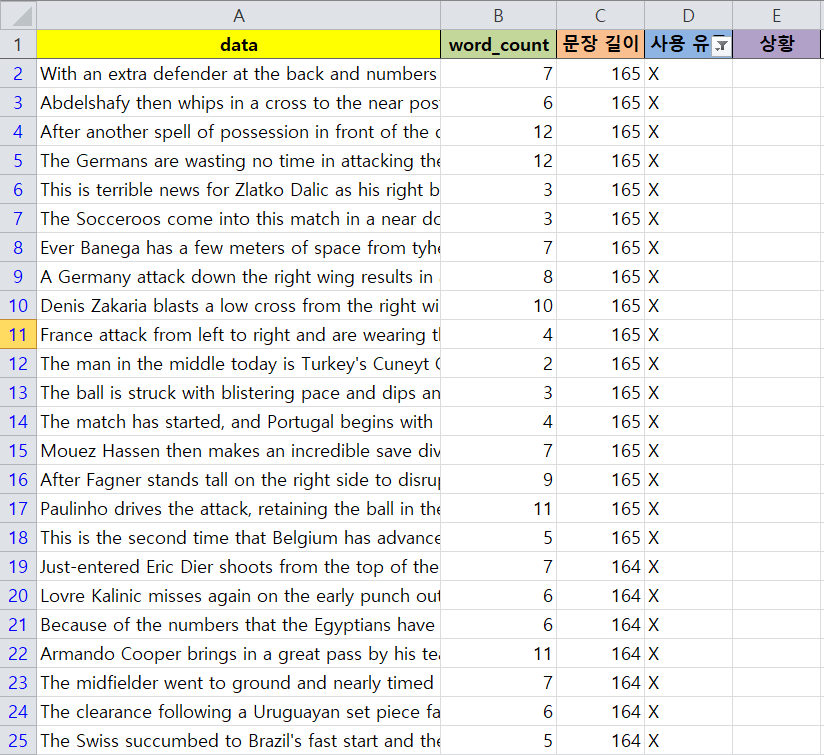 A B C D E
1 data word_count 문장 길이 사용 유 상황
2 With an extra defender at the back and numbers 7 165 X
3 Abdelshafy then whips in a cross to the near pos 6 165 X
4 After another spell of possession in front of the 12 165 X
5 The Germans are wasting no time in attacking the 12 165 X
6 This is terrible news for Zlatko Dalic as his right b 3 165 X
7 The Socceroos come into this match in a near do 3 165 X
8 Ever Banega has a few meters of space from tyhe 7 165 X
9 A Germany attack down the right wing results in 8 165 X
10 Denis Zakaria blasts a low cross from the right wi 10 165 X
11 France attack from left to right and are wearing th 4 165 X
12 The man in the middle today is Turkey's Cuneyt 2 165 X
13 The ball is struck with blistering pace and dips an 3 165 X
14 The match has started, and Portugal begins with 4 165 X
15 Mouez Hassen then makes an incredible save div 7 165 X
16 After Fagner stands tall on the right side to disrup 9 165 X
17 Paulinho drives the attack, retaining the ball in the 11 165 X
18 This is the second time that Belgium has advance 5 165 X
19 Just-entered Eric Dier shoots from the top of the 7 164 X
20 Lovre Kalinic misses again on the early punch out 6 164 X
21 Because of the numbers that the Egyptians have 6 164 X
22 Armando Cooper brings in a great pass by his tea 11 164 X
23 The midfielder went to ground and nearly timed 7 164 X
24 The clearance following a Uruguayan set piece fa 6 164 X
25 The Swiss succumbed to Brazil's fast start and the 5 164 X